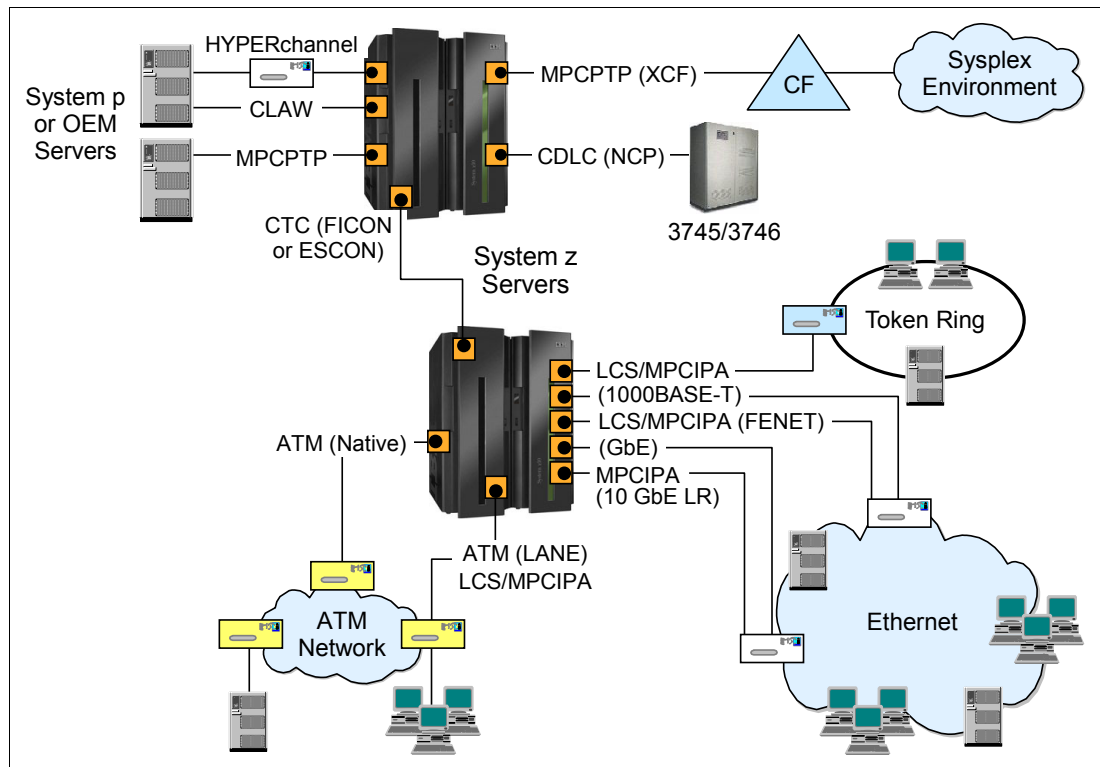 HYPERchannel
System p
or OEM
Servers
CLAW
MPCPTP
MPCPTP (XCF)
CF
Sysplex
Environment
CDLC (NCP)
3745/3746
CTC (FICON
or ESCON)
System z
Servers
Token Ring
LCS/MPCIPA
(1000BASE-T)
LCS/MPCIPA (FENET)
(GbE)
MPCIPA
(10 GbE LR)
ATM (Native)
ATM (LANE)
LCS/MPCIPA
ATM
Network
Ethernet